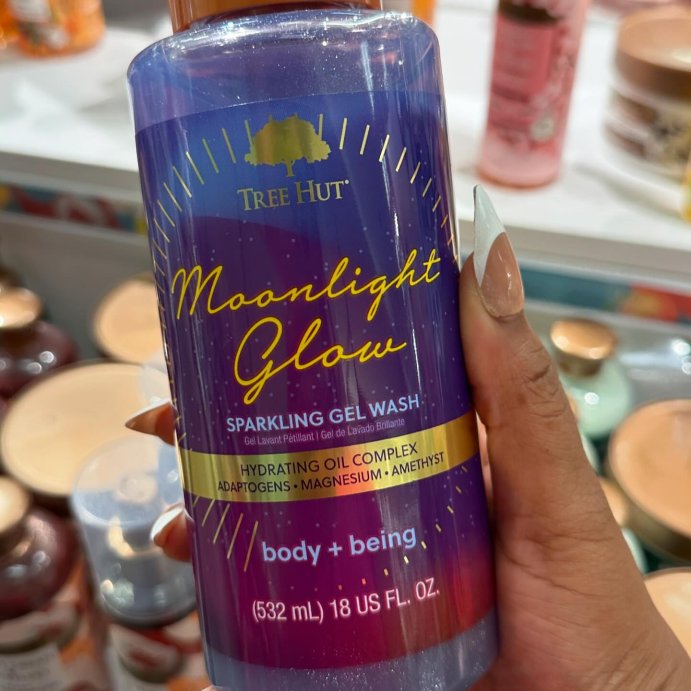 TREE HUT®
Moonlight
Glow
SPARKLING GEL WASH
Gel Lavant Pétillant | Gel de Lavado Brillante
HYDRATING OIL COMPLEX
ADAPTOGENS • MAGNESIUM • AMETHYST
body + being
(532 mL) 18 US FL. OZ.